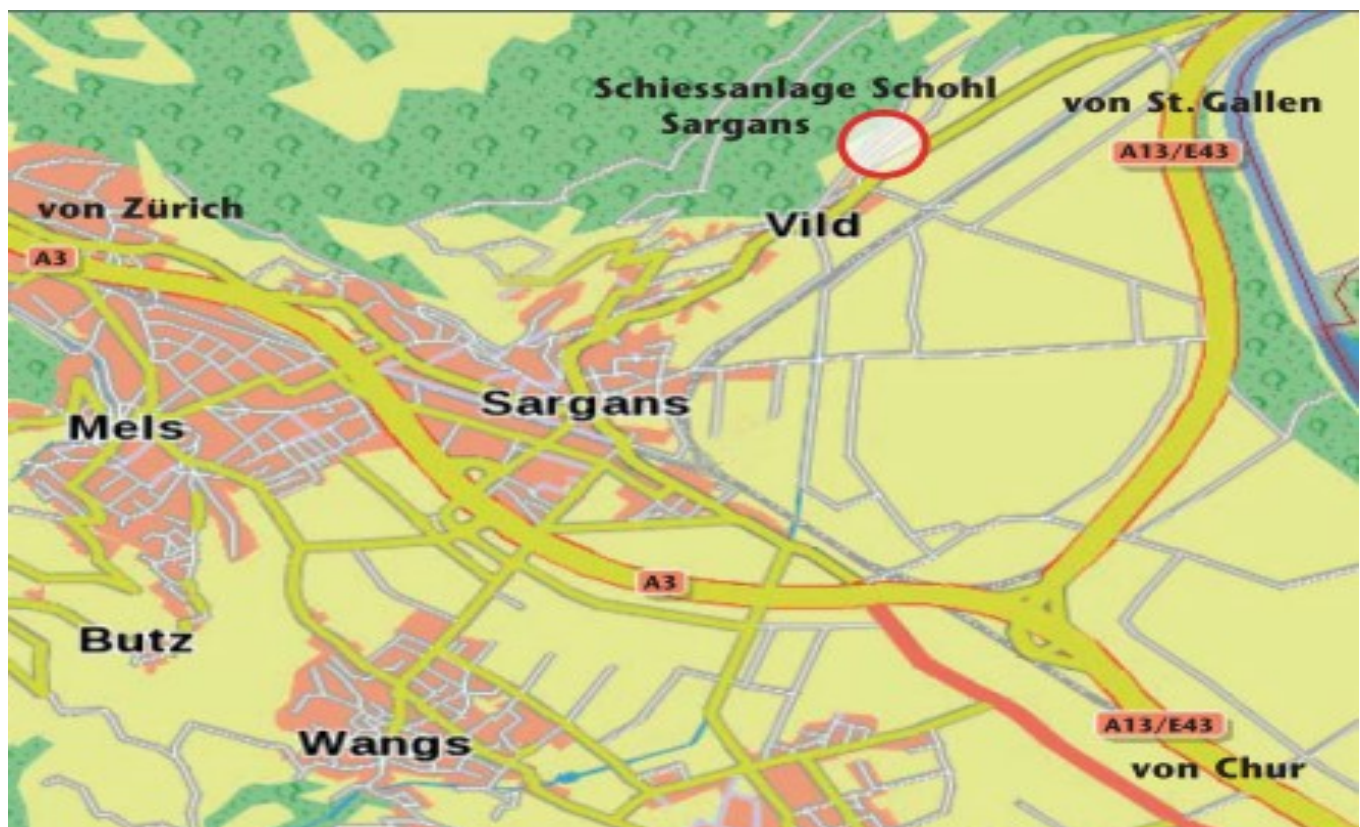 Schiessanlage Schohl
Sargans
von St. Gallen
A13/E43
von Zürich
A3
Vild
Sargans
Mels
A3
Butz
Wangs
A13/E43
von Chur